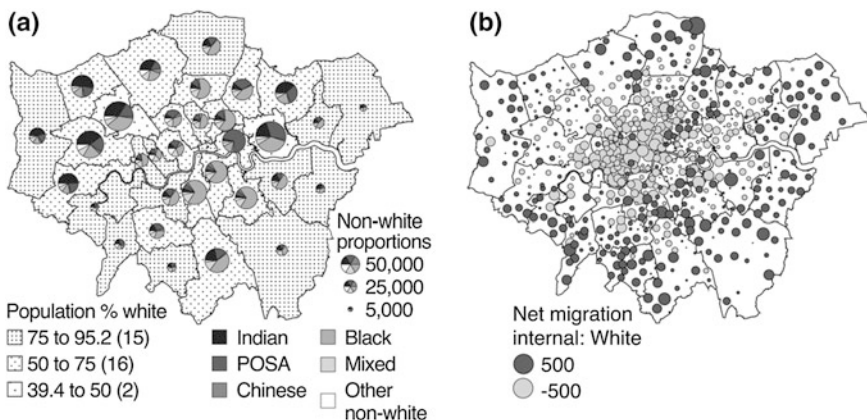 (a)
Non-white
proportions
50,000
25,000
5,000
Population % white
75 to 95.2 (15)
50 to 75 (16)
39.4 to 50 (2)
Indian
POSA
Chinese
Black
Mixed
Other
non-white
(b)
Net migration
internal: White
500
-500